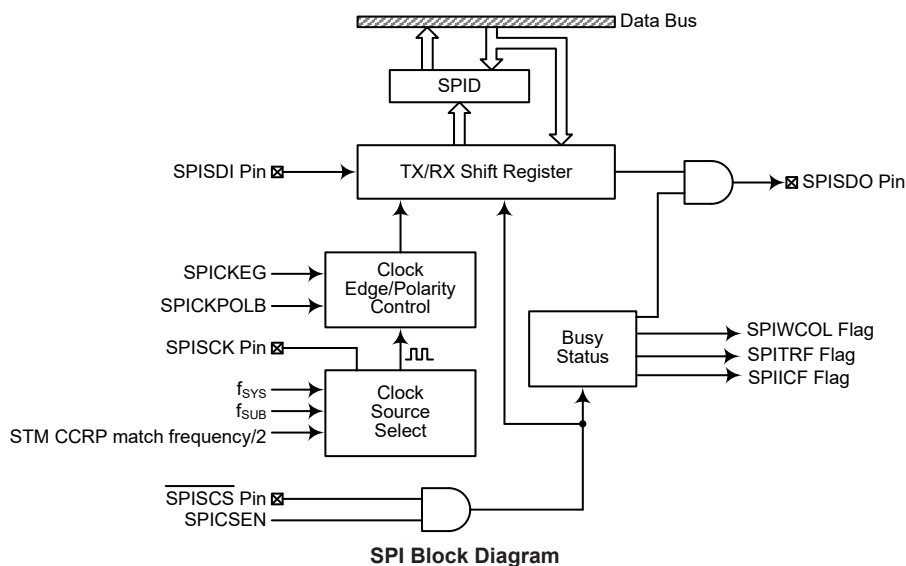 Data Bus
SPID
SPISDI Pin
TX/RX Shift Register
SPISDO Pin
SPICKEG
SPICKPOLB
Clock
Edge/Polarity
Control
SPISCK Pin
Busy
Status
SPIWCOL Flag
SPITRF Flag
SPIICF Flag
fSYS
fSUB
STM CCRP match frequency/2
Clock
Source
Select
SPISCS Pin
SPICSEN
SPI Block Diagram